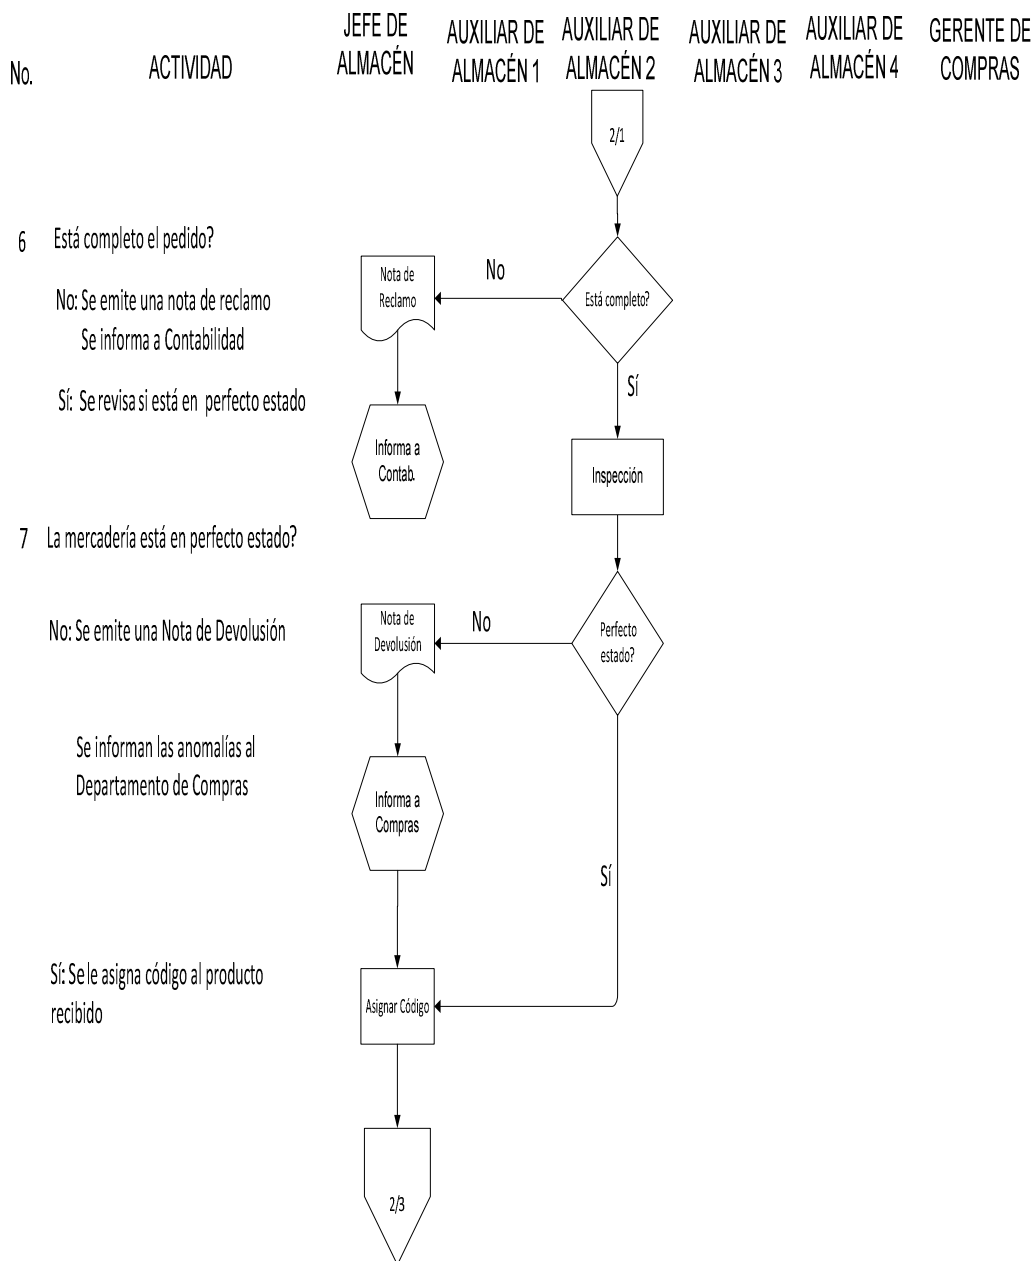 No.
ACTIVIDAD
JEFE DE
ALMACÉN
AUXILIAR DE
ALMACÉN 1
AUXILIAR DE
ALMACÉN 2
AUXILIAR DE
ALMACÉN 3
AUXILIAR DE
ALMACÉN 4
GERENTE DE
COMPRAS
2/1
6 Está completo el pedido?
No: Se emite una nota de reclamo
Se informa a Contabilidad
Sí: Se revisa si está en perfecto estado
Nota de
Reclamo
No
Está completo?
Sí
Informa a
Contab.
Inspección
7 La mercadería está en perfecto estado?
No: Se emite una Nota de Devolusión
Nota de
Devolusión
No
Perfecto
estado?
Se informan las anomalías al
Departamento de Compras
Informa a
Compras
Sí
Sí: Se le asigna código al producto
recibido
Asignar Código
2/3